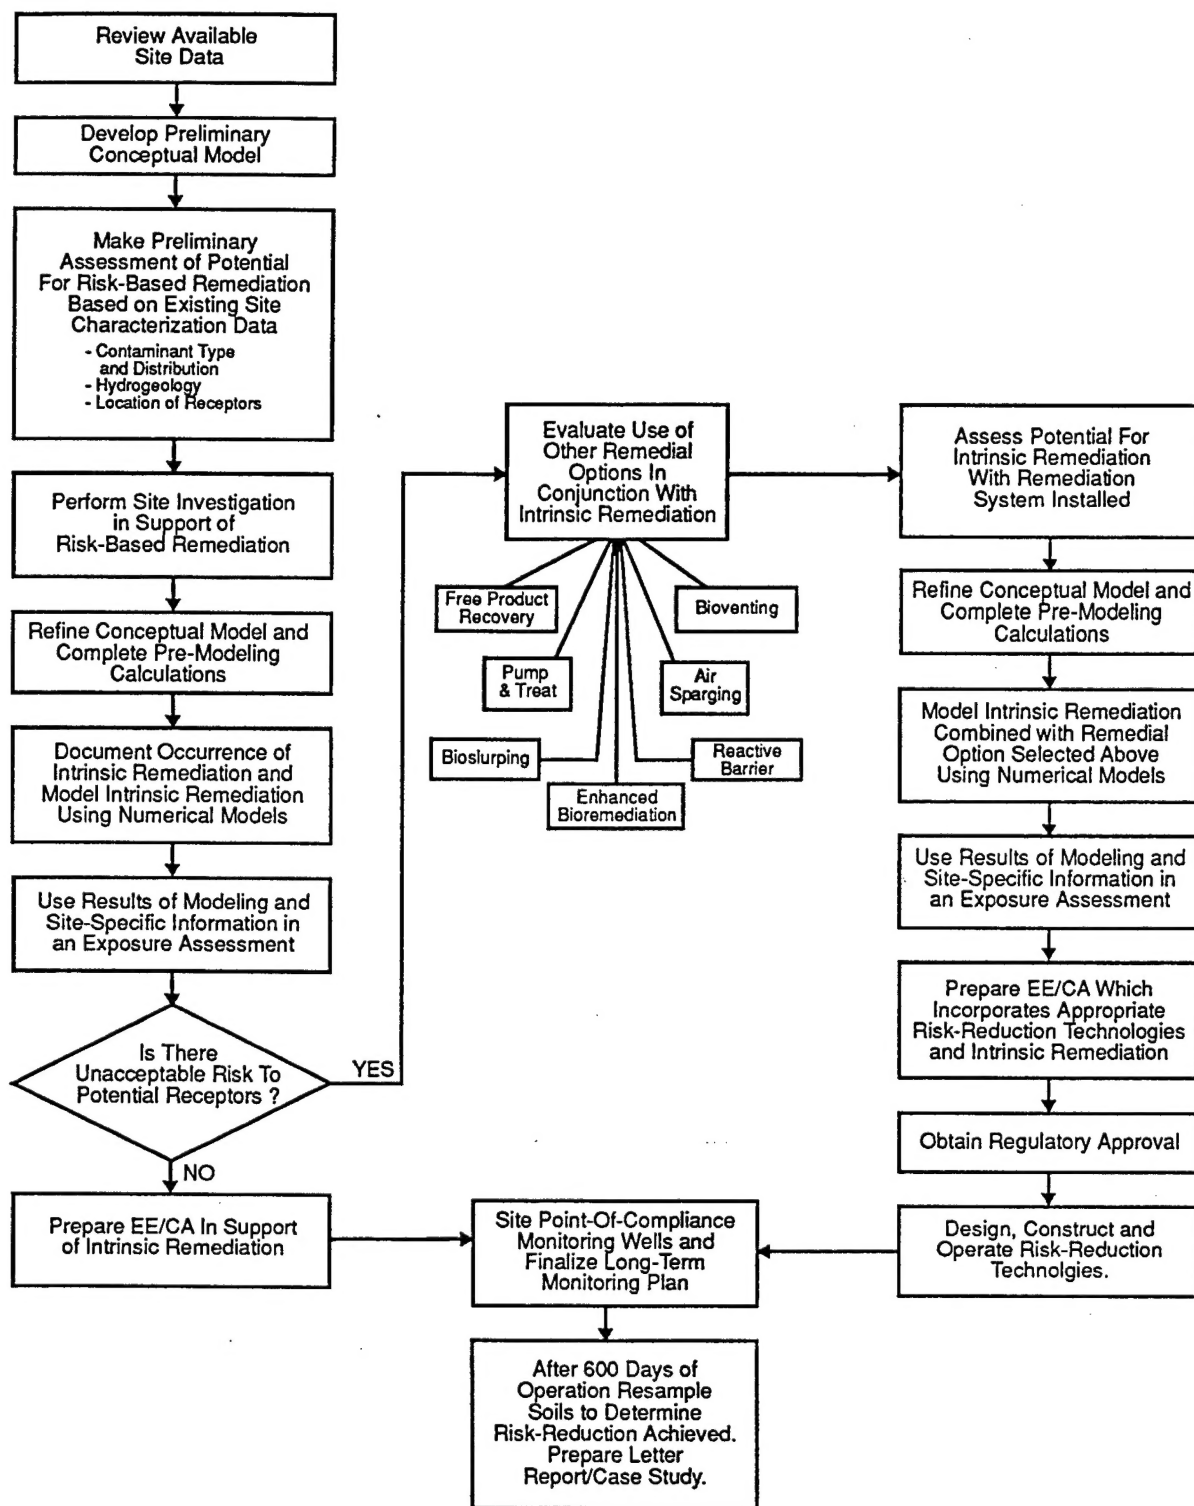 Review Available
Site Data
Develop Preliminary
Conceptual Model
Make Preliminary
Assessment of Potential
For Risk-Based Remediation
Based on Existing Site
Characterization Data
- Contaminant Type
and Distribution
- Hydrogeology
- Location of Receptors
Perform Site Investigation
in Support of
Risk-Based Remediation
Refine Conceptual Model and
Complete Pre-Modeling
Calculations
Document Occurrence of
Intrinsic Remediation and
Model Intrinsic Remediation
Using Numerical Models
Use Results of Modeling and
Site-Specific Information in
an Exposure Assessment
Is There
Unacceptable Risk To
Potential Receptors ?
YES
NO
Prepare EE/CA In Support
of Intrinsic Remediation
Evaluate Use of
Other Remedial
Options In
Conjunction With
Intrinsic Remediation
Free Product
Recovery
Bioventing
Pump
& Treat
Air
Sparging
Bioslurping
Reactive
Barrier
Enhanced
Bioremediation
Assess Potential For
Intrinsic Remediation
With Remediation
System Installed
Refine Conceptual Model and
Complete Pre-Modeling
Calculations
Model Intrinsic Remediation
Combined with Remedial
Option Selected Above
Using Numerical Models
Use Results of Modeling and
Site-Specific Information in
an Exposure Assessment
Prepare EE/CA Which
Incorporates Appropriate
Risk-Reduction Technologies
and Intrinsic Remediation
Obtain Regulatory Approval
Design, Construct and
Operate Risk-Reduction
Technolgies.
Site Point-Of-Compliance
Monitoring Wells and
Finalize Long-Term
Monitoring Plan
After 600 Days of
Operation Resample
Soils to Determine
Risk-Reduction Achieved.
Prepare Letter
Report/Case Study.